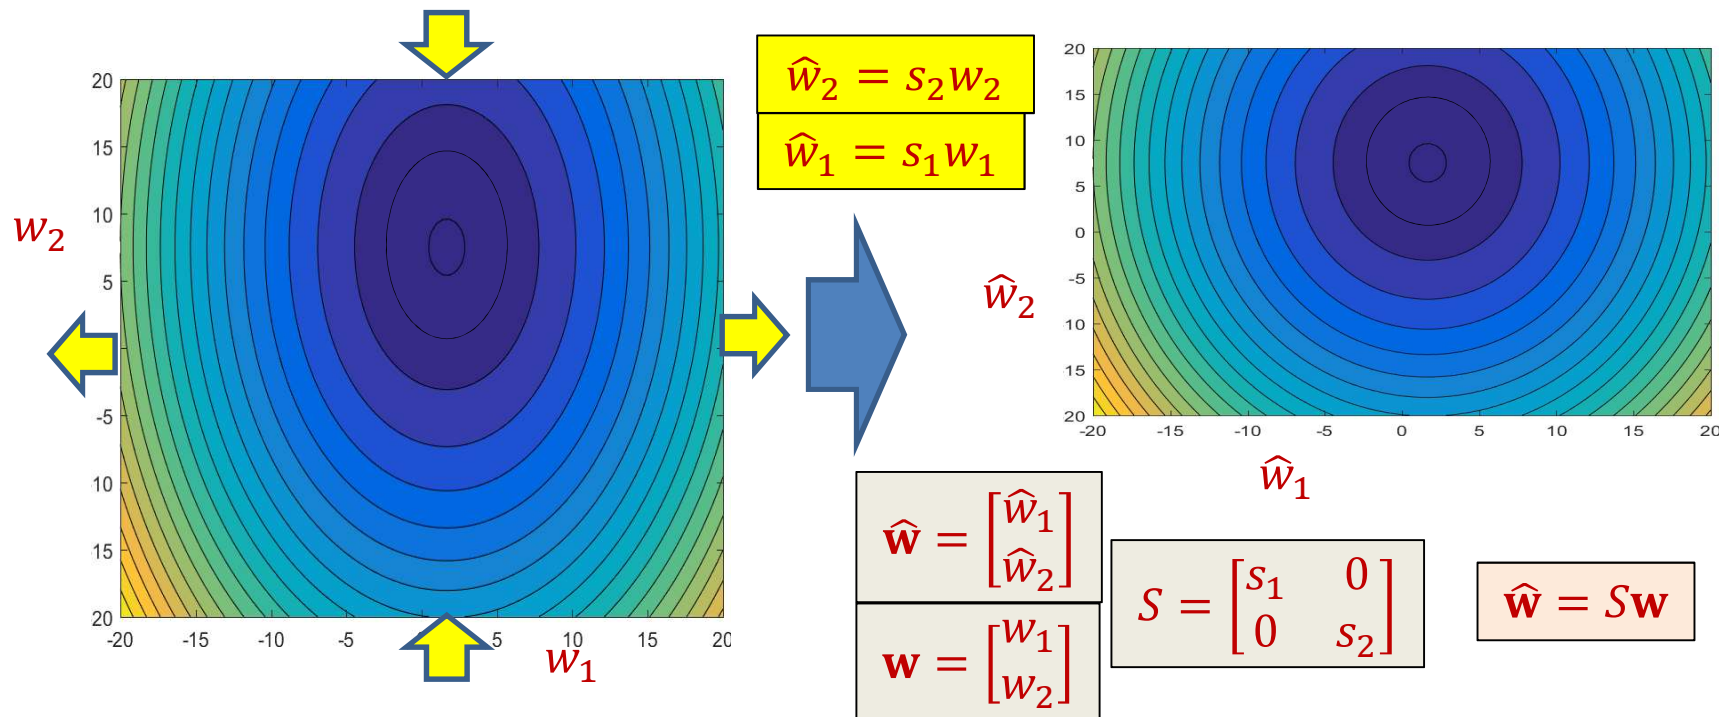 ŵ₂ = s₂w₂
ŵ₁ = s₁w₁
w₂
20
15
10
5
-5
10
15
20
-20 -15 -10 -5 5 10 15 20
w₁
ŵ₂
20
15
10
5
0
-5
-10
15
20
-20 -15 -10 -5 0 5 10 15 20
ŵ₁
ŵ = [ŵ₁
ŵ₂]
w = [w₁
w₂]
S = [s₁ 0
0 s₂]
ŵ = Sw